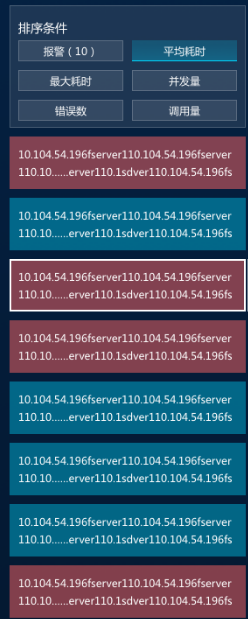 排序条件
报警（10）
平均耗时
最大耗时
并发量
错误数
调用量
10.104.54.196fserver110.104.54.196fserver
110.10......erver110.1sdver110.104.54.196fs
10.104.54.196fserver110.104.54.196fserver
110.10......erver110.1sdver110.104.54.196fs
10.104.54.196fserver110.104.54.196fserver
110.10......erver110.1sdver110.104.54.196fs
10.104.54.196fserver110.104.54.196fserver
110.10......erver110.1sdver110.104.54.196fs
10.104.54.196fserver110.104.54.196fserver
110.10......erver110.1sdver110.104.54.196fs
10.104.54.196fserver110.104.54.196fserver
110.10......erver110.1sdver110.104.54.196fs
10.104.54.196fserver110.104.54.196fserver
110.10......erver110.1sdver110.104.54.196fs
10.104.54.196fserver110.104.54.196fserver
110.10......erver110.1sdver110.104.54.196fs